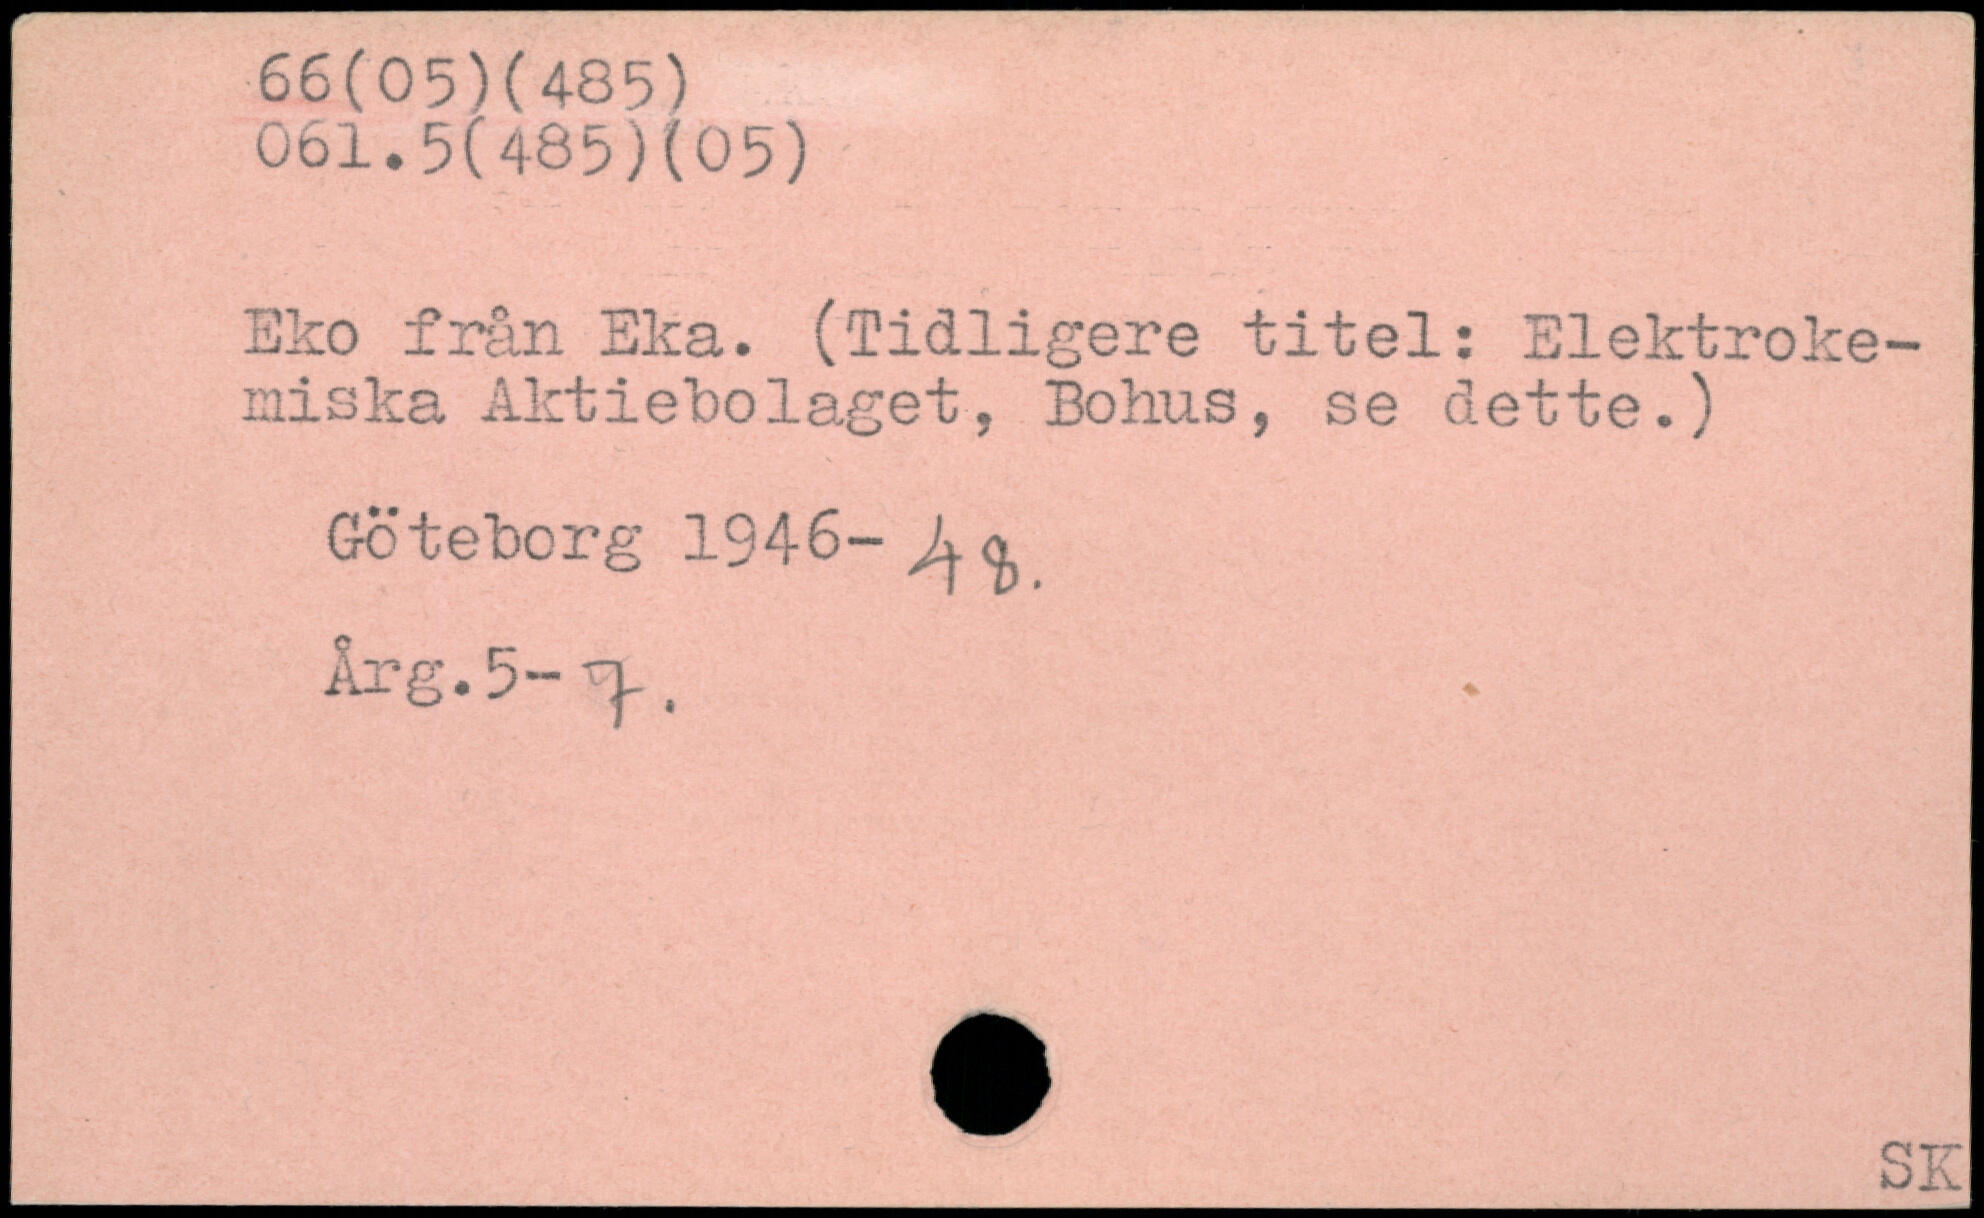 66(05)(485)
061.5(485)(05)
Eko från Eka. (Tidligere titel: Elektroke-
miska Aktiebolaget, Bohus, se dette.)
Göteborg 1946- 48.
Årg.5- 7.
SK